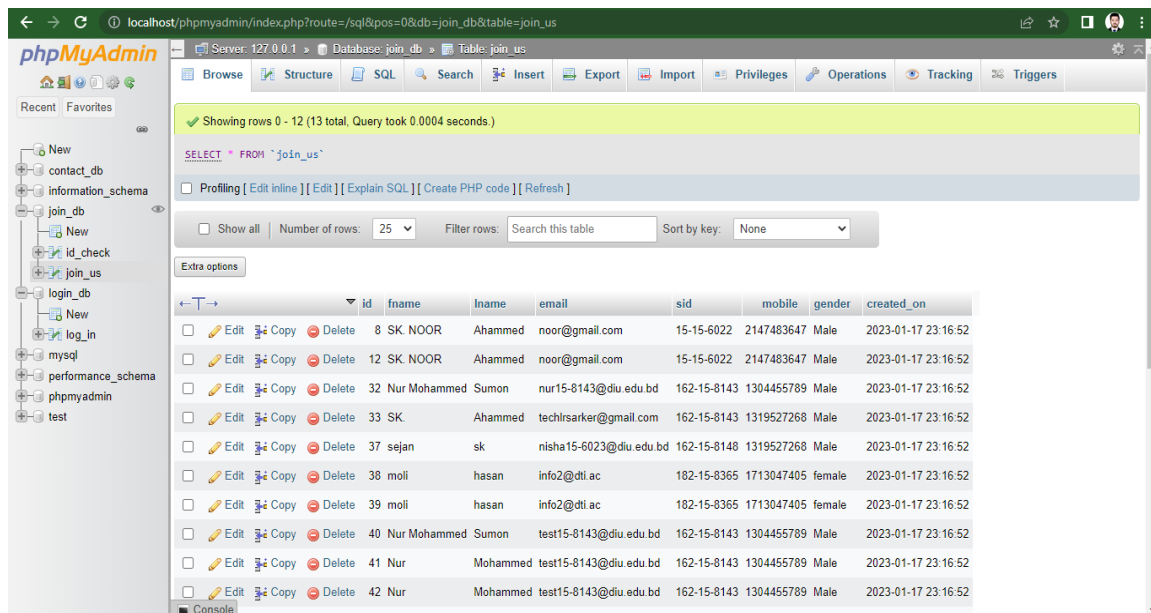 localhost/phpmyadmin/index.php?route=/sql&pos=0&db=join_db&table=join_us
phpMyAdmin
Recent Favorites
New
contact_db
information_schema
join_db
New
id_check
join_us
login_db
New
log_in
mysql
performance_schema
phpmyadmin
test
Server: 127.0.0.1 » Database: join_db » Table: join_us
Browse Structure SQL Search Insert Export Import Privileges Operations Tracking Triggers
Showing rows 0 - 12 (13 total, Query took 0.0004 seconds.)
SELECT * FROM `join_us`
Profiling [ Edit inline ] [ Edit ] [ Explain SQL ] [ Create PHP code ] [ Refresh ]
Show all Number of rows: 25 Filter rows: Search this table Sort by key: None
Extra options
←T→ id fname lname email sid mobile gender created_on
Edit Copy Delete 8 SK. NOOR Ahammed noor@gmail.com 15-15-6022 2147483647 Male 2023-01-17 23:16:52
Edit Copy Delete 12 SK. NOOR Ahammed noor@gmail.com 15-15-6022 2147483647 Male 2023-01-17 23:16:52
Edit Copy Delete 32 Nur Mohammed Sumon nur15-8143@diu.edu.bd 162-15-8143 1304455789 Male 2023-01-17 23:16:52
Edit Copy Delete 33 SK. Ahammed techlrsarker@gmail.com 162-15-8143 1319527268 Male 2023-01-17 23:16:52
Edit Copy Delete 37 sejan sk nisha15-6023@diu.edu.bd 162-15-8148 1319527268 Male 2023-01-17 23:16:52
Edit Copy Delete 38 moli hasan info2@dti.ac 182-15-8365 1713047405 female 2023-01-17 23:16:52
Edit Copy Delete 39 moli hasan info2@dti.ac 182-15-8365 1713047405 female 2023-01-17 23:16:52
Edit Copy Delete 40 Nur Mohammed Sumon test15-8143@diu.edu.bd 162-15-8143 1304455789 Male 2023-01-17 23:16:52
Edit Copy Delete 41 Nur Mohammed test15-8143@diu.edu.bd 162-15-8143 1304455789 Male 2023-01-17 23:16:52
Edit Copy Delete 42 Nur Mohammed test15-8143@diu.edu.bd 162-15-8143 1304455789 Male 2023-01-17 23:16:52
Console